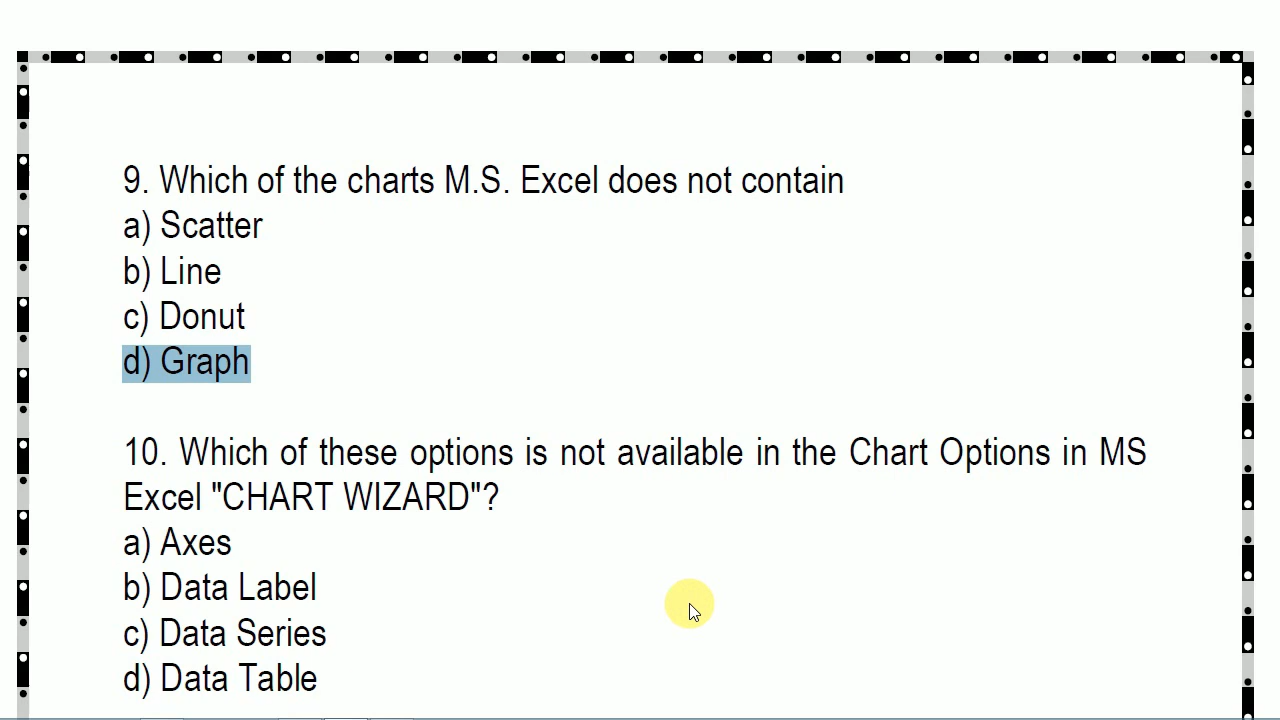 9. Which of the charts M.S. Excel does not contain
a) Scatter
b) Line
c) Donut
d) Graph
10. Which of these options is not available in the Chart Options in MS
Excel "CHART WIZARD"?
a) Axes
b) Data Label
c) Data Series
d) Data Table